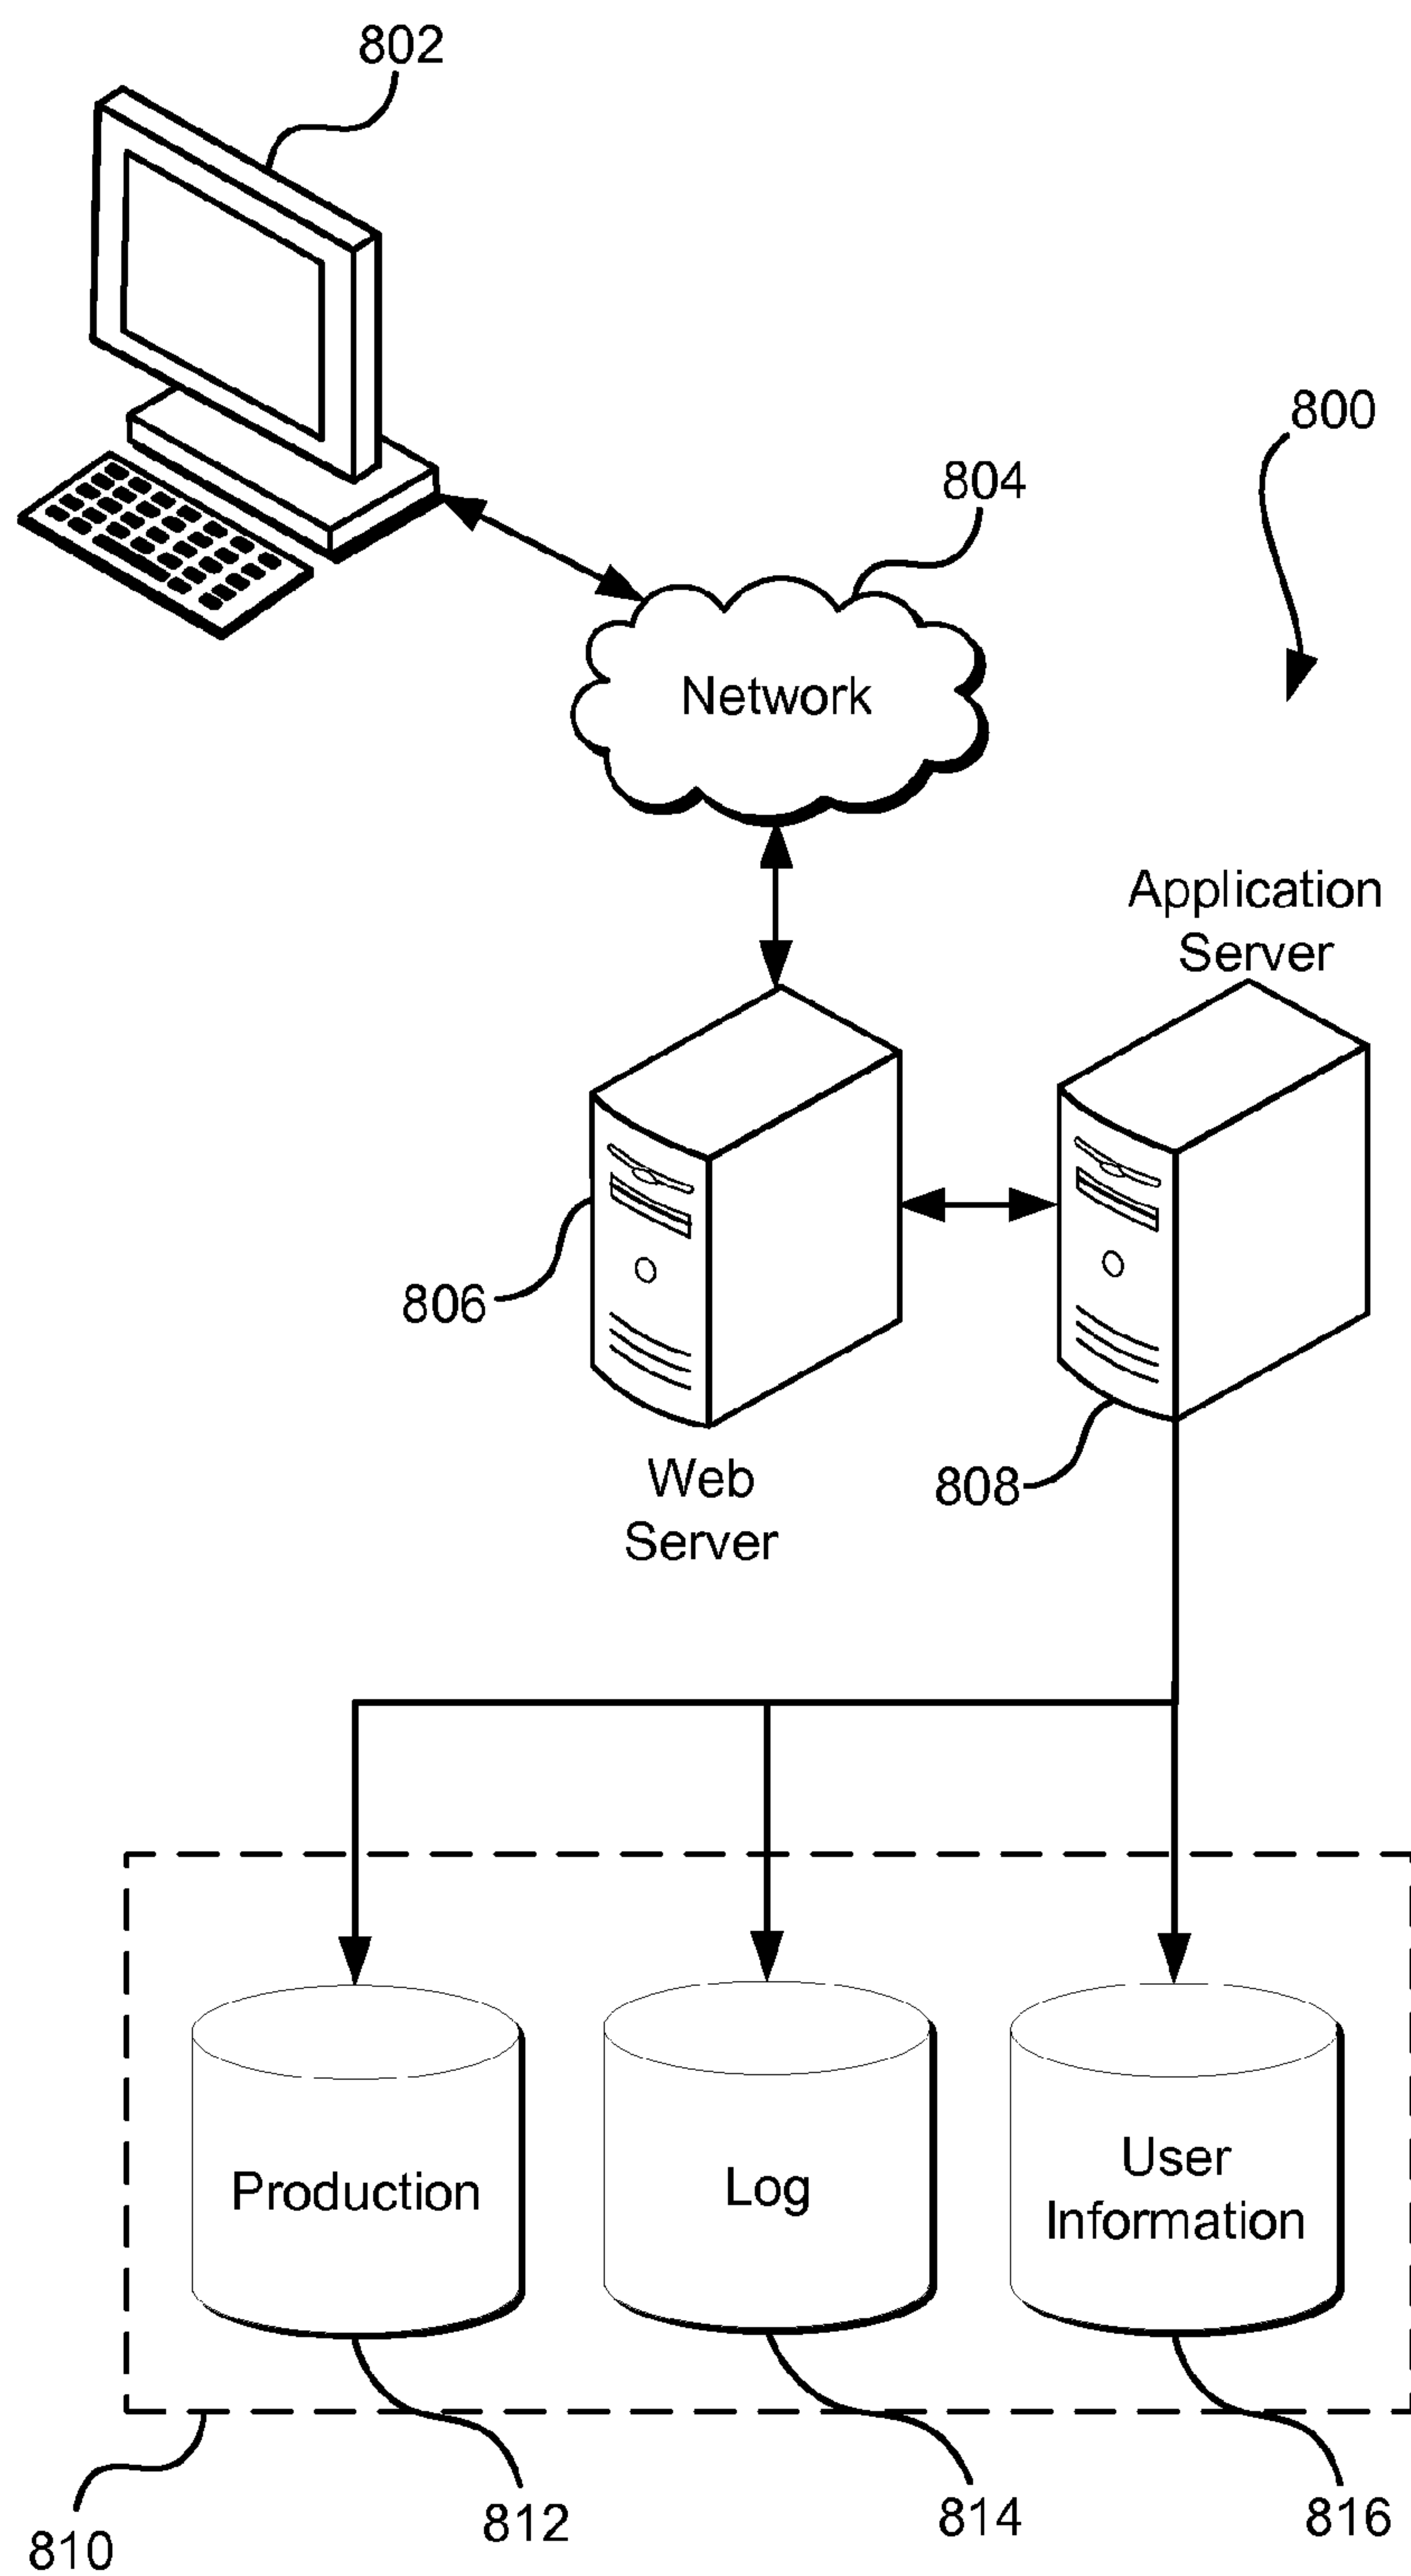 802
800
804
Network
Application
Server
806
Web
Server
808
Production
Log
User
Information
810
812
814
816